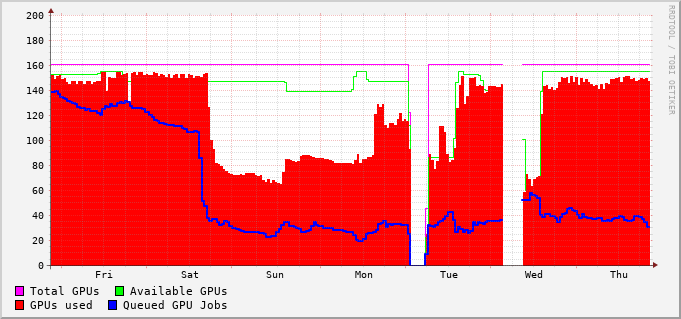 RRDTOOL / TOBI OETIKER
200
180
160
140
120
100
80
60
40
20
0
Fri Sat Sun Mon Tue Wed Thu
Total GPUs Available GPUs
GPUs used Queued GPU Jobs